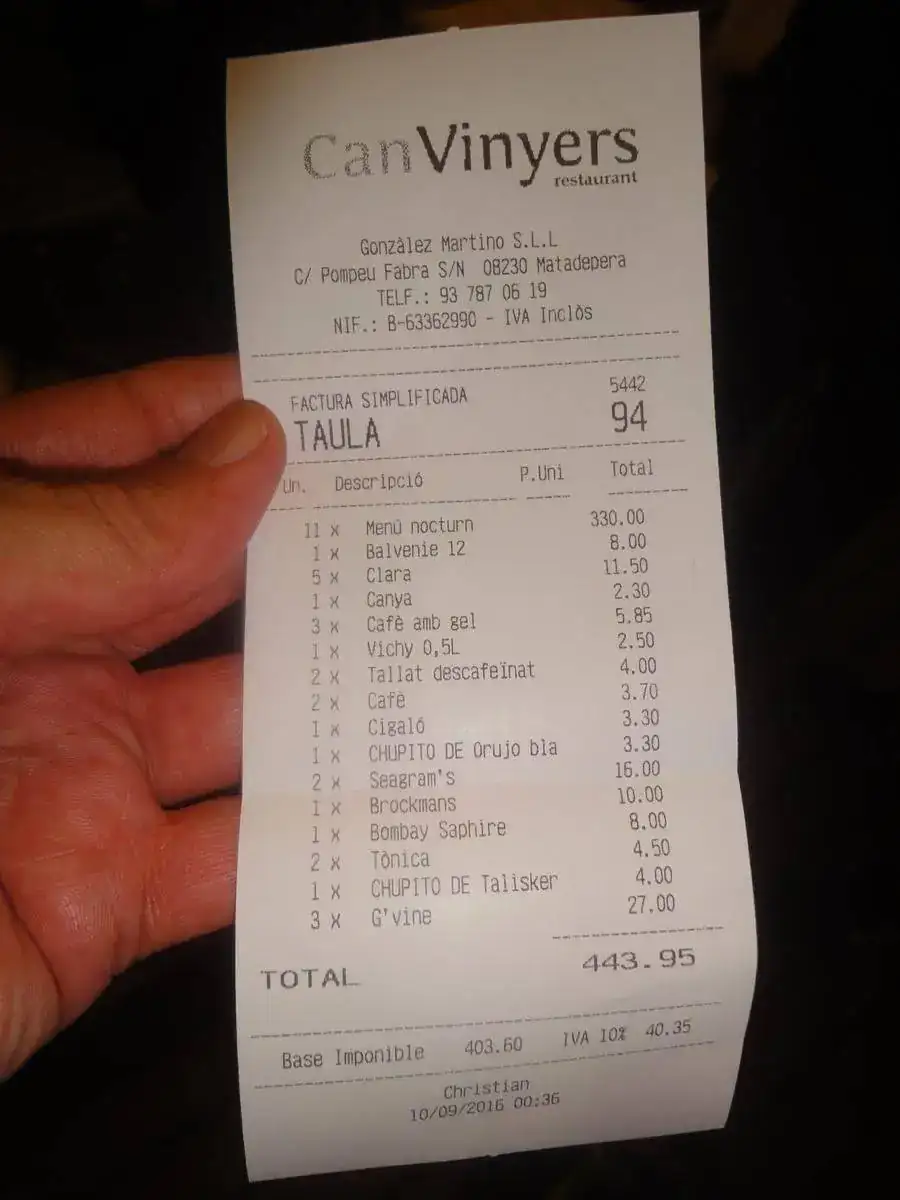 CanVinyers
restaurant
Gonzàlez Martino S.L.L
C/ Pompeu Fabra S/N 08230 Matadepera
TELF.: 93 787 06 19
NIF.: B-63362990 - IVA Inclòs
FACTURA SIMPLIFICADA 5442
TAULA 94
Un. Descripció P.Uni Total
11 x Menú nocturn 330.00
1 x Balvenie 12 8.00
5 x Clara 11.50
1 x Canya 2.30
3 x Cafè amb gel 5.85
1 x Vichy 0,5L 2.50
2 x Tallat descafeïnat 4.00
2 x Cafè 3.70
1 x Cigaló 3.30
1 x CHUPITO DE Orujo bla 3.30
2 x Seagram's 16.00
1 x Brockmans 10.00
1 x Bombay Saphire 8.00
2 x Tònica 4.50
1 x CHUPITO DE Talisker 4.00
3 x G'vine 27.00
TOTAL 443.95
Base Imponible 403.60 IVA 10% 40.35
Christian
10/09/2016 00:36